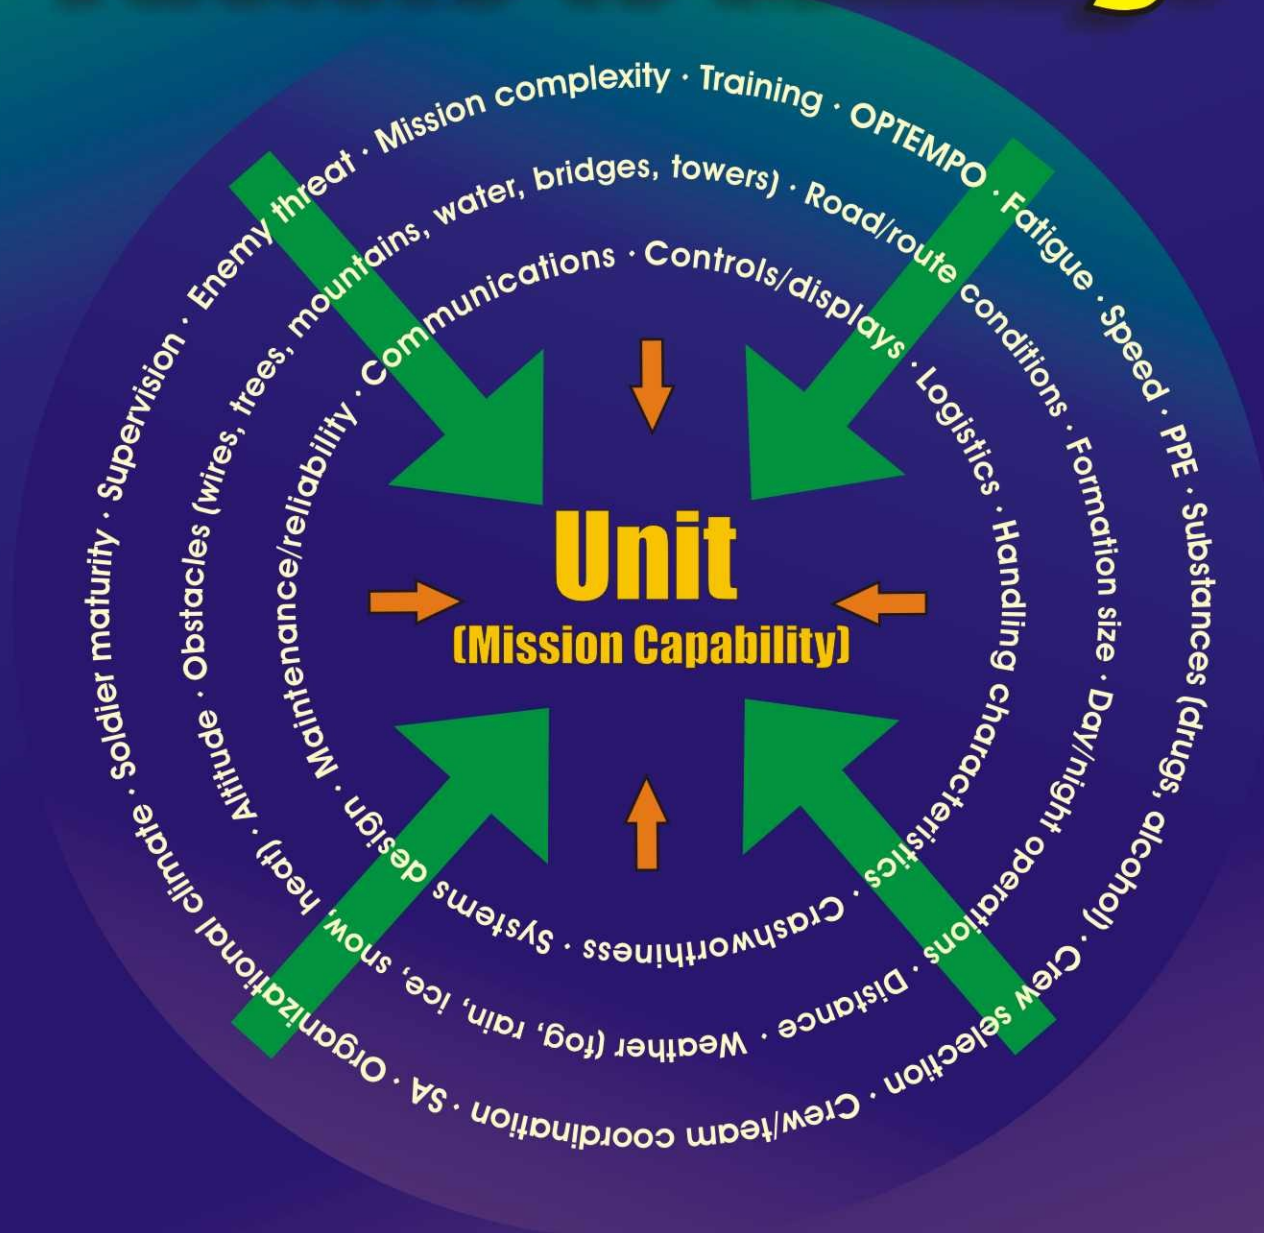 Enemy threat · Mission complexity · Training · OPTEMPO · Fatigue · Speed · PPE · Substances (drugs, alcohol) · Crew selection · Crew/team coordination · SA · Organizational climate · Soldier maturity · Supervision ·
Obstacles (wires, trees, mountains, water, bridges, towers) · Road/route conditions · Formation size · Day/night operations · Distance · Weather (fog, rain, ice, snow, heat) · Altitude ·
Communications · Controls/displays · Logistics · Handling characteristics · Crashworthiness · Systems design · Maintenance/reliability ·
Unit
(Mission Capability)